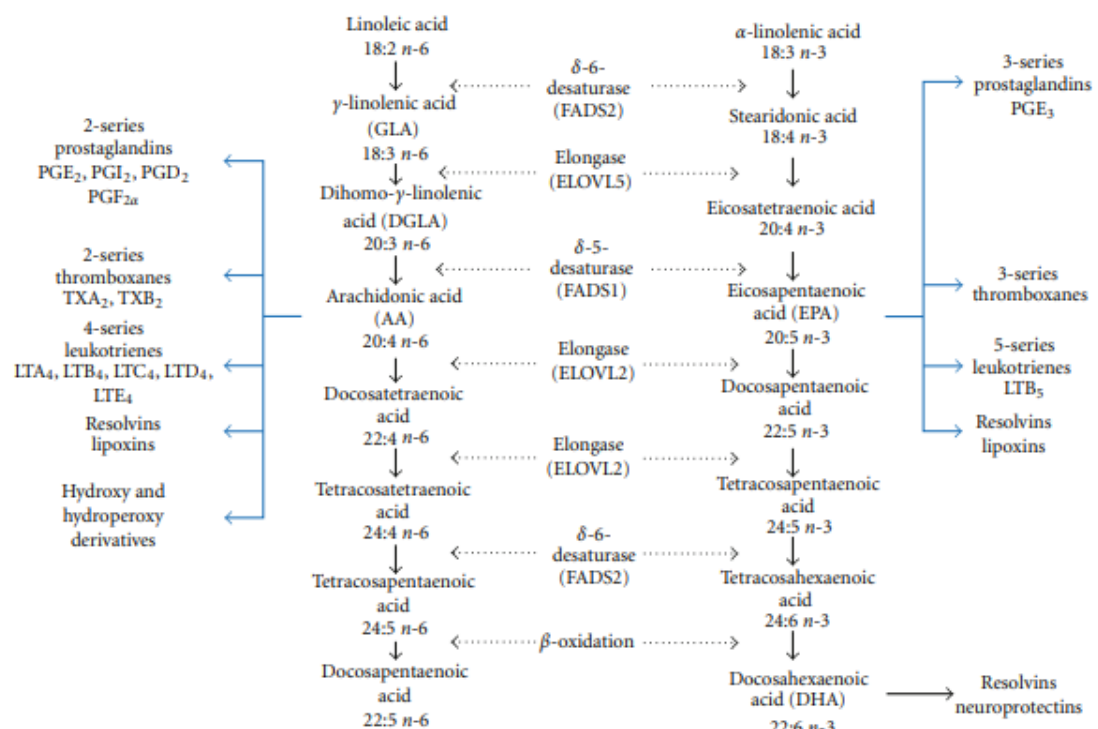 Linoleic acid
18:2 n-6
γ-linolenic acid
(GLA)
18:3 n-6
Dihomo-γ-linolenic
acid (DGLA)
20:3 n-6
Arachidonic acid
(AA)
20:4 n-6
Docosatetraenoic
acid
22:4 n-6
Tetracosatetraenoic
acid
24:4 n-6
Tetracosapentaenoic
acid
24:5 n-6
Docosapentaenoic
acid
22:5 n-6
2-series
prostaglandins
PGE₂, PGI₂, PGD₂
PGF₂α
2-series
thromboxanes
TXA₂, TXB₂
4-series
leukotrienes
LTA₄, LTB₄, LTC₄, LTD₄,
LTE₄
Resolvins
lipoxins
Hydroxy and
hydroperoxy
derivatives
δ-6-
desaturase
(FADS2)
Elongase
(ELOVL5)
δ-5-
desaturase
(FADS1)
Elongase
(ELOVL2)
Elongase
(ELOVL2)
δ-6-
desaturase
(FADS2)
β-oxidation
α-linolenic acid
18:3 n-3
Stearidonic acid
18:4 n-3
Eicosatetraenoic acid
20:4 n-3
Eicosapentaenoic
acid (EPA)
20:5 n-3
Docosapentaenoic
acid
22:5 n-3
Tetracosapentaenoic
acid
24:5 n-3
Tetracosahexaenoic
acid
24:6 n-3
Docosahexaenoic
acid (DHA)
22:6 n-3
3-series
prostaglandins
PGE₃
3-series
thromboxanes
5-series
leukotrienes
LTB₅
Resolvins
lipoxins
Resolvins
neuroprotectins